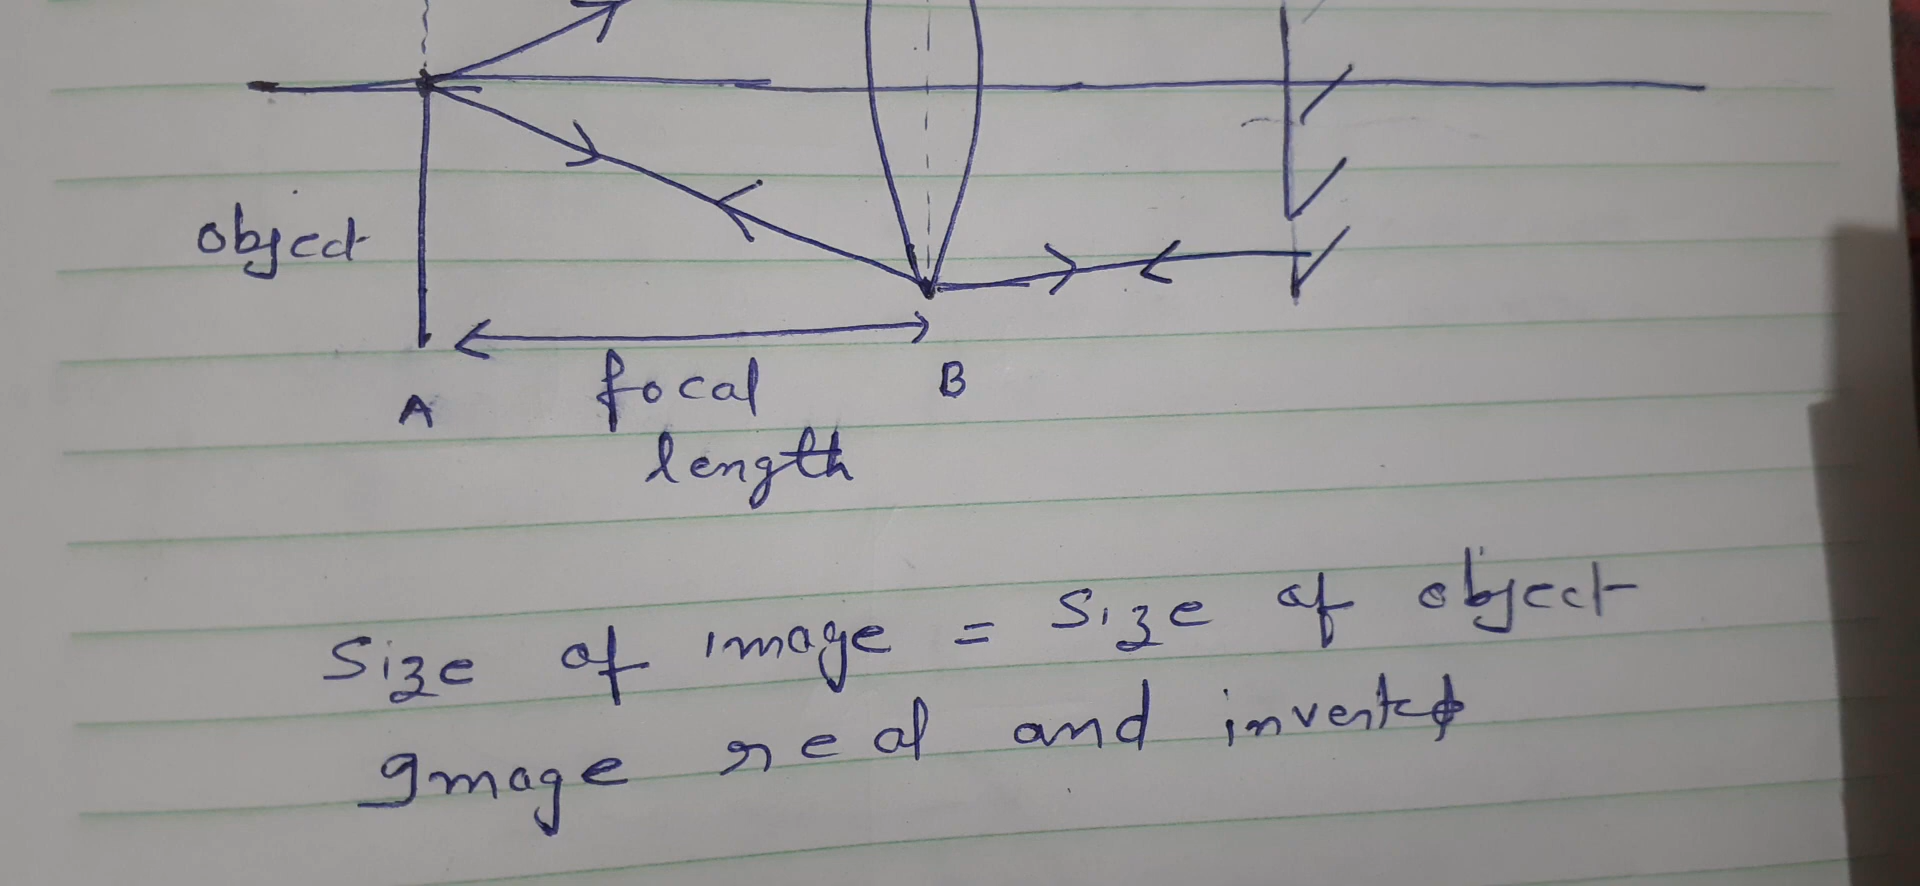 object
A
focal
length
B
Size of image = Size of object
Image real and inverted